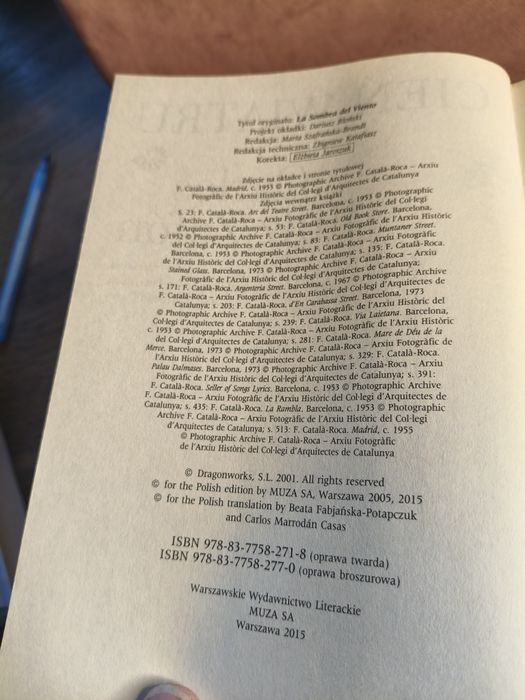 Tytuł oryginału: La Sombra del Viento
Projekt okładki: Dariusz
Redakcja: Marta Szafrańska-Brandt
Redakcja techniczna: Zbigniew Katafiasz
Korekta: Elżbieta Jaroszuk
Zdjęcie na okładce i stronie tytułowej
F. Català-Roca. Madrid, c. 1953 © Photographic Archive F. Català-Roca – Arxiu
Fotogràfic de l'Arxiu Històric del Col·legi d'Arquitectes de Catalunya
Zdjęcia wewnątrz książki
s. 23: F. Català-Roca. Arc del Teatre Street. Barcelona, c. 1953 © Photographic
Archive F. Català-Roca – Arxiu Fotogràfic de l'Arxiu Històric del Col·legi
d'Arquitectes de Catalunya; s. 53: F. Català-Roca. Old Book Store. Barcelona,
c. 1952 © Photographic Archive F. Català-Roca – Arxiu Fotogràfic de l'Arxiu Històric
del Col·legi d'Arquitectes de Catalunya; s. 83: F. Català-Roca. Muntaner Street.
Barcelona, c. 1953 © Photographic Archive F. Català-Roca – Arxiu Fotogràfic
de l'Arxiu Històric del Col·legi d'Arquitectes de Catalunya; s. 135: F. Català-Roca.
Stained Glass. Barcelona, 1973 © Photographic Archive F. Català-Roca – Arxiu
Fotogràfic de l'Arxiu Històric del Col·legi d'Arquitectes de Catalunya;
s. 171: F. Català-Roca. Argenteria Street. Barcelona, c. 1967 © Photographic Archive
F. Català-Roca – Arxiu Fotogràfic de l'Arxiu Històric del Col·legi d'Arquitectes de
Catalunya; s. 203: F. Català-Roca. d'En Carabassa Street. Barcelona, 1973
© Photographic Archive F. Català-Roca – Arxiu Fotogràfic de l'Arxiu Històric del
Col·legi d'Arquitectes de Catalunya; s. 239: F. Català-Roca. Via Laietana. Barcelona,
c. 1953 © Photographic Archive F. Català-Roca – Arxiu Fotogràfic de l'Arxiu Històric
del Col·legi d'Arquitectes de Catalunya; s. 281: F. Català-Roca. Mare de Déu de la
Merce. Barcelona, 1973 © Photographic Archive F. Català-Roca – Arxiu Fotogràfic de
l'Arxiu Històric del Col·legi d'Arquitectes de Catalunya; s. 329: F. Català-Roca.
Palau Dalmases. Barcelona, 1973 © Photographic Archive F. Català-Roca – Arxiu
Fotogràfic de l'Arxiu Històric del Col·legi d'Arquitectes de Catalunya; s. 391:
F. Català-Roca. Seller of Songs Lyrics. Barcelona, c. 1953 © Photographic Archive
F. Català-Roca – Arxiu Fotogràfic de l'Arxiu Històric del Col·legi d'Arquitectes de
Catalunya; s. 435: F. Català-Roca. La Rambla. Barcelona, c. 1953 © Photographic
Archive F. Català-Roca – Arxiu Fotogràfic de l'Arxiu Històric del Col·legi
d'Arquitectes de Catalunya; s. 513: F. Català-Roca. Madrid, c. 1955
© Photographic Archive F. Català-Roca – Arxiu Fotogràfic
de l'Arxiu Històric del Col·legi d'Arquitectes de Catalunya
© Dragonworks, S.L. 2001. All rights reserved
© for the Polish edition by MUZA SA, Warszawa 2005, 2015
© for the Polish translation by Beata Fabjańska-Potapczuk
and Carlos Marrodán Casas
ISBN 978-83-7758-271-8 (oprawa twarda)
ISBN 978-83-7758-277-0 (oprawa broszurowa)
Warszawskie Wydawnictwo Literackie
MUZA SA
Warszawa 2015